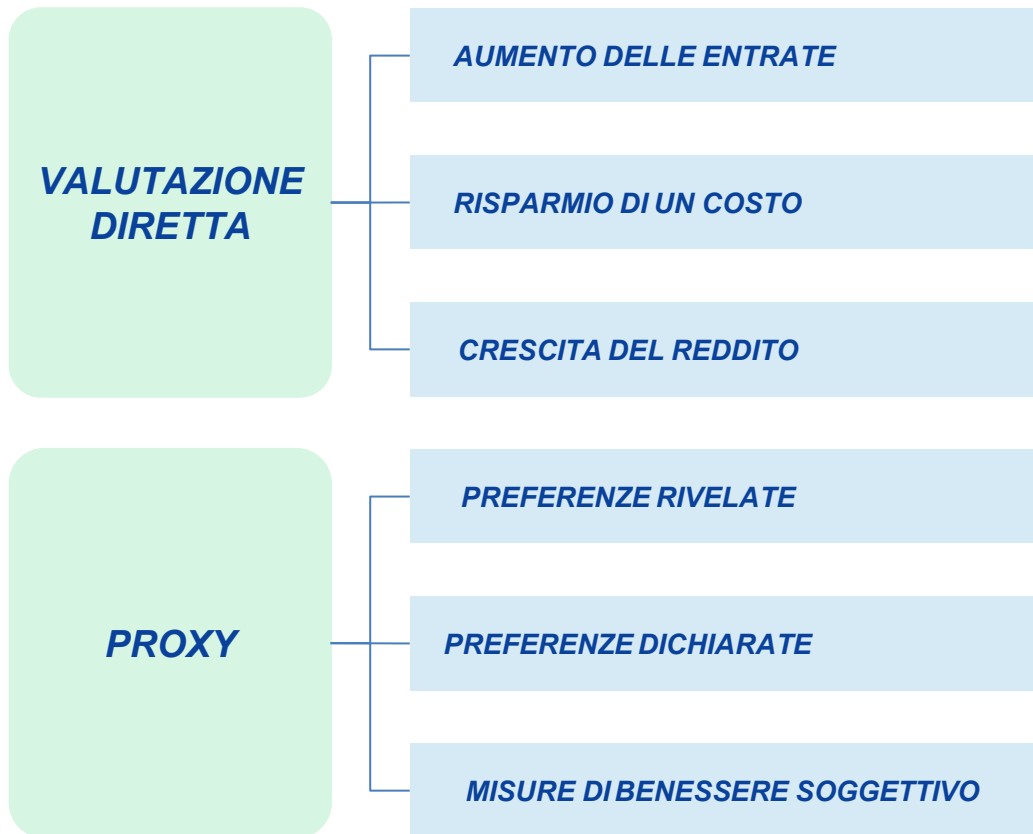 VALUTAZIONE
DIRETTA
AUMENTO DELLE ENTRATE
RISPARMIO DI UN COSTO
CRESCITA DEL REDDITO
PROXY
PREFERENZE RIVELATE
PREFERENZE DICHIARATE
MISURE DI BENESSERE SOGGETTIVO